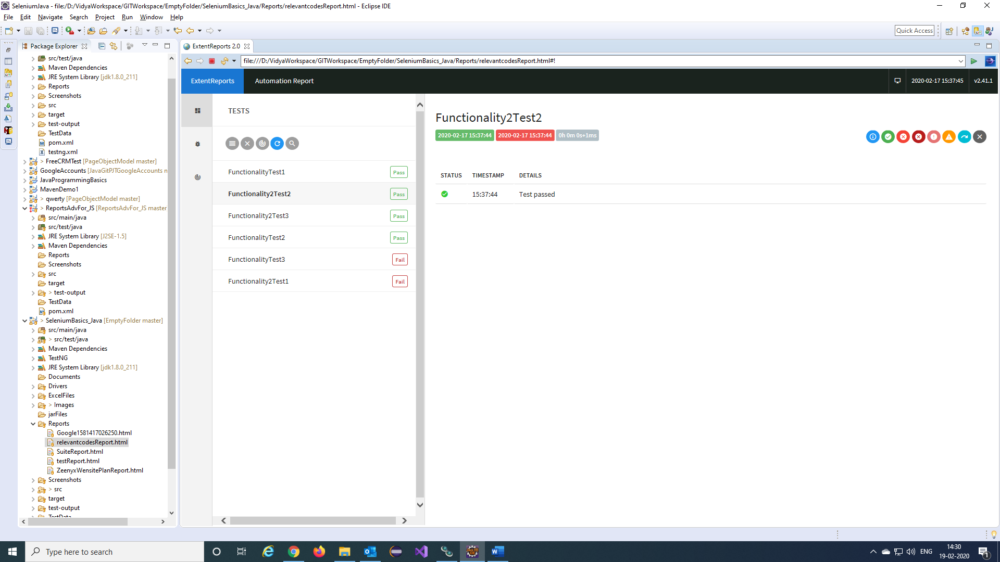 SeleniumJava - file:/D:/VidyaWorkspace/GITWorkspace/EmptyFolder/SeleniumBasics_Java/Reports/relevantcodesReport.html - Eclipse IDE
File Edit Navigate Search Project Run Window Help
Quick Access
Package Explorer
src/test/java
Maven Dependencies
JRE System Library [jdk1.8.0_211]
Reports
Screenshots
src
target
test-output
TestData
pom.xml
testng.xml
> FreeCRMTest [PageObjectModel master]
GoogleAccounts [JavaGitPJTGoogleAccounts
JavaProgrammingBasics
MavenDemo1
> qwerty [PageObjectModel master]
> ReportsAdvFor_JS [ReportsAdvFor_JS master
src/main/java
src/test/java
JRE System Library [J2SE-1.5]
Maven Dependencies
Reports
Screenshots
src
target
> test-output
TestData
pom.xml
> SeleniumBasics_Java [EmptyFolder master]
src/main/java
> src/test/java
Maven Dependencies
TestNG
JRE System Library [jdk1.8.0_211]
Documents
Drivers
ExcelFiles
> Images
jarFiles
Reports
Google1581417026250.html
relevantcodesReport.html
SuiteReport.html
testReport.html
ZeenyxWensitePlanReport.html
Screenshots
> src
target
test-output
TestData
ExtentReports 2.0
file:///D:/VidyaWorkspace/GITWorkspace/EmptyFolder/SeleniumBasics_Java/Reports/relevantcodesReport.html#!
ExtentReports Automation Report 2020-02-17 15:37:45 v2.41.1
TESTS
FunctionalityTest1 Pass
Functionality2Test2 Pass
Functionality2Test3 Pass
FunctionalityTest2 Pass
FunctionalityTest3 Fail
Functionality2Test1 Fail
Functionality2Test2
2020-02-17 15:37:44 2020-02-17 15:37:44 0h 0m 0s+1ms
STATUS TIMESTAMP DETAILS
15:37:44 Test passed
Type here to search
ENG
14:30
19-02-2020
1